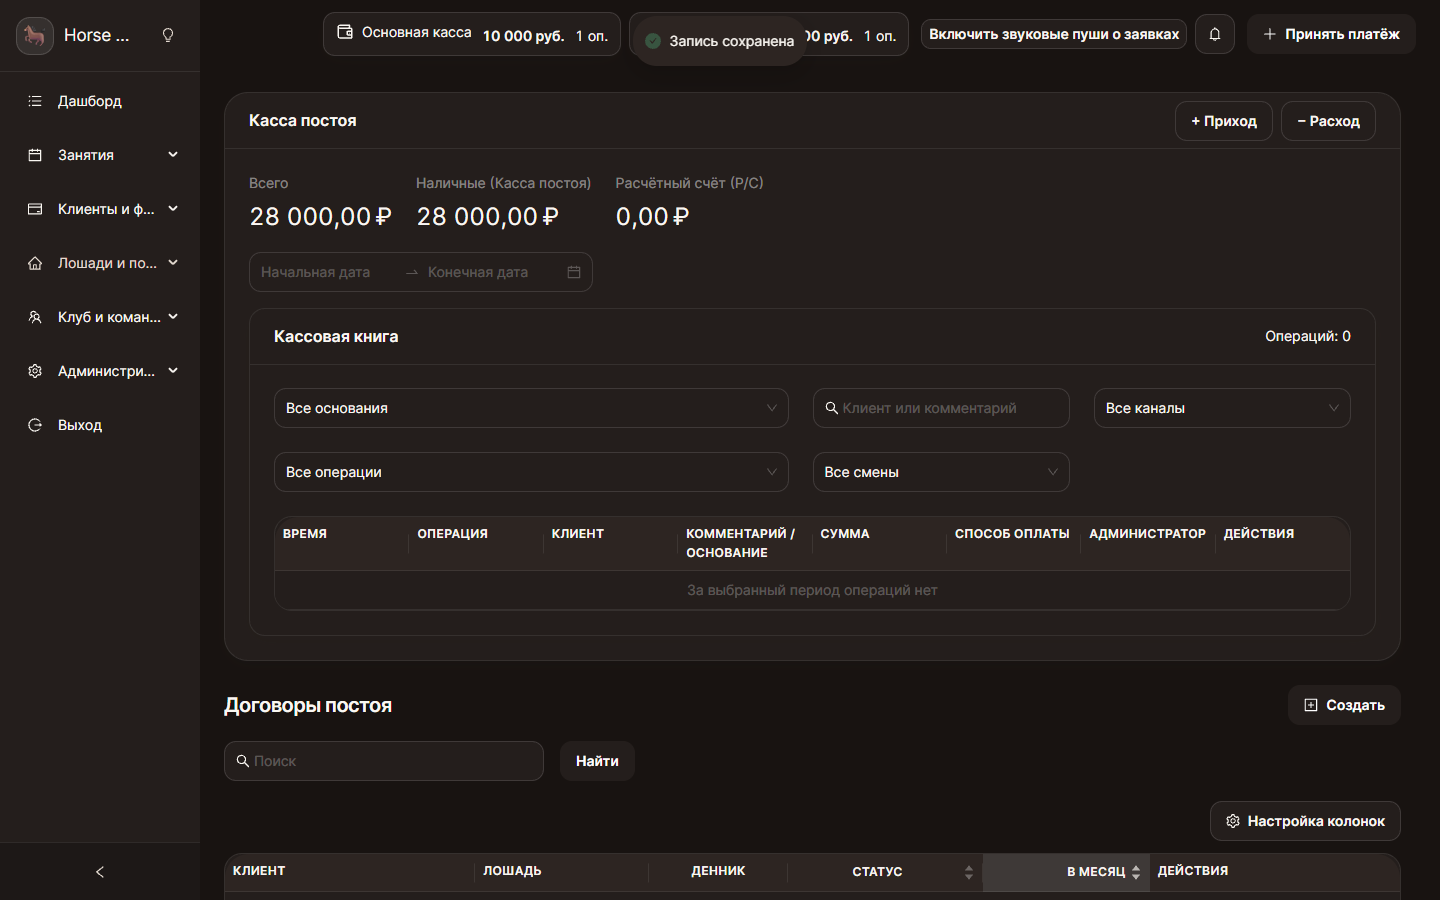 Horse ...
Основная касса 10 000 руб. 1 оп.
Запись сохранена
00 руб. 1 оп.
Включить звуковые пуши о заявках
Принять платёж
Дашборд
Занятия
Клиенты и ф...
Лошади и по...
Клуб и коман...
Администри...
Выход
Касса постоя
+ Приход
− Расход
Всего
28 000,00 ₽
Наличные (Касса постоя)
28 000,00 ₽
Расчётный счёт (Р/С)
0,00 ₽
Начальная дата
Конечная дата
Кассовая книга
Операций: 0
Все основания
Клиент или комментарий
Все каналы
Все операции
Все смены
ВРЕМЯ
ОПЕРАЦИЯ
КЛИЕНТ
КОММЕНТАРИЙ /
ОСНОВАНИЕ
СУММА
СПОСОБ ОПЛАТЫ
АДМИНИСТРАТОР
ДЕЙСТВИЯ
За выбранный период операций нет
Договоры постоя
Создать
Поиск
Найти
Настройка колонок
КЛИЕНТ
ЛОШАДЬ
ДЕННИК
СТАТУС
В МЕСЯЦ
ДЕЙСТВИЯ